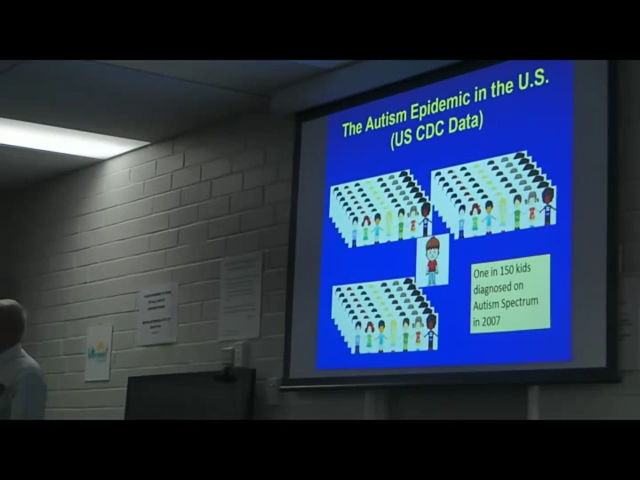 The Autism Epidemic in the U.S.
(US CDC Data)
One in 150 kids
diagnosed on
Autism Spectrum
in 2007